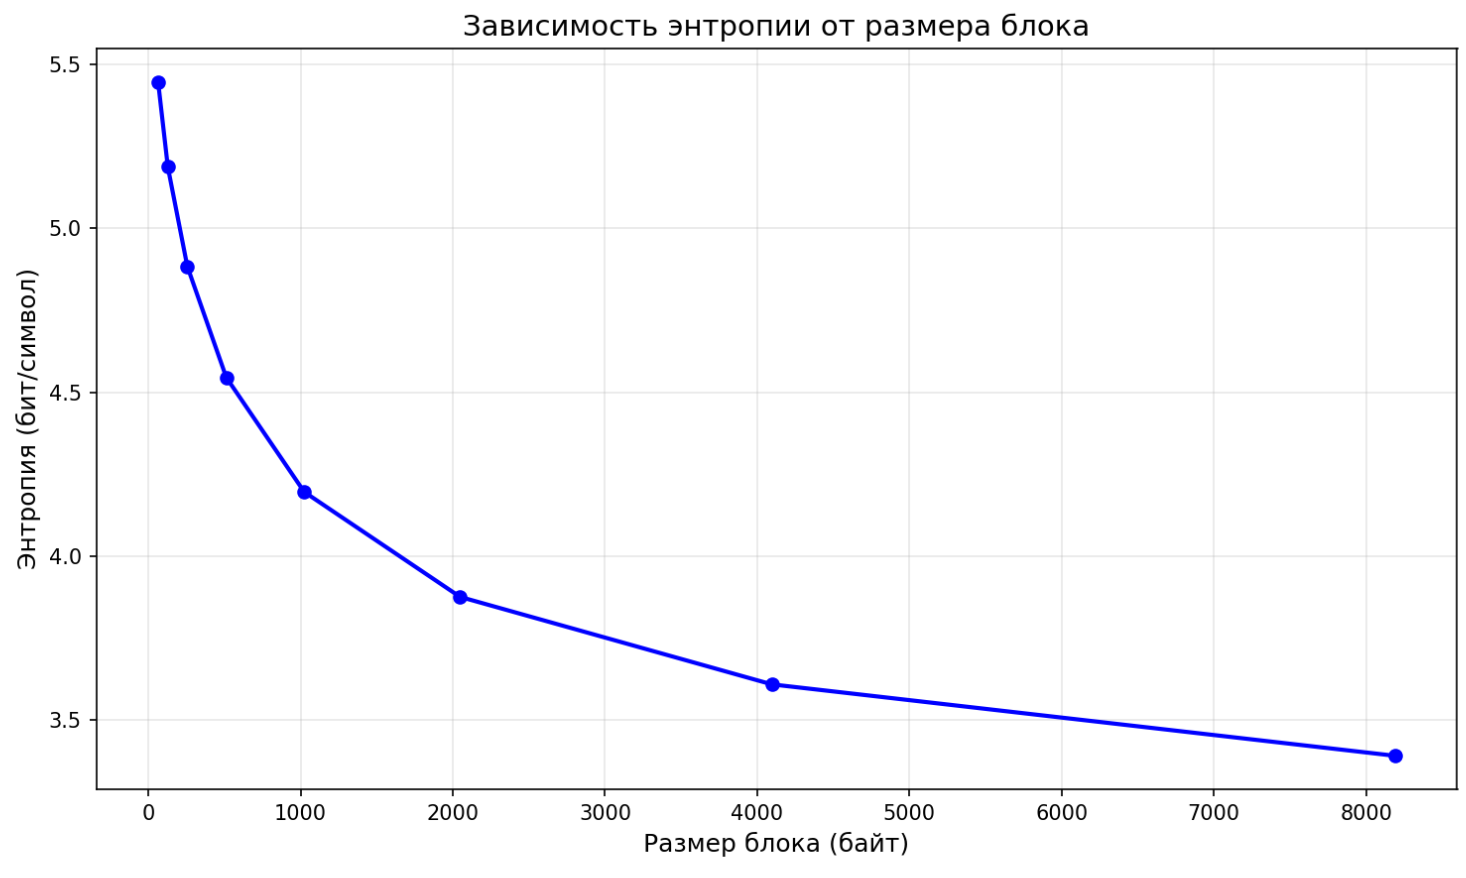 Зависимость энтропии от размера блока
Энтропия (бит/символ)
5.5
5.0
4.5
4.0
3.5
0 1000 2000 3000 4000 5000 6000 7000 8000
Размер блока (байт)